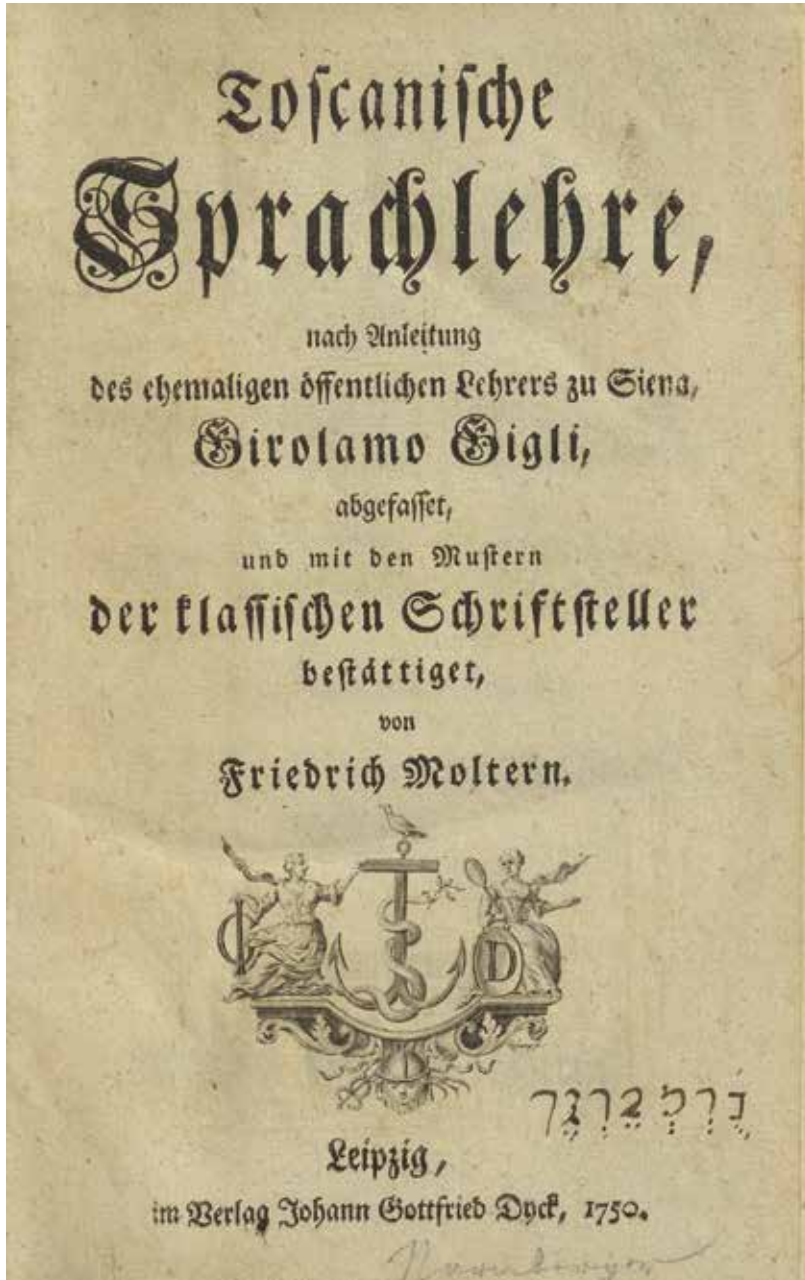 Toſcaniſche
Sprachlehre,
nach Anleitung
des ehemaligen öffentlichen Lehrers zu Siena,
Girolamo Gigli,
abgefaſſet,
und mit den Muſtern
der klaſſiſchen Schriftſteller
beſtättiget,
von
Friedrich Moltern.
D
Leipzig,
im Verlag Johann Gottfried Dyck, 1750.